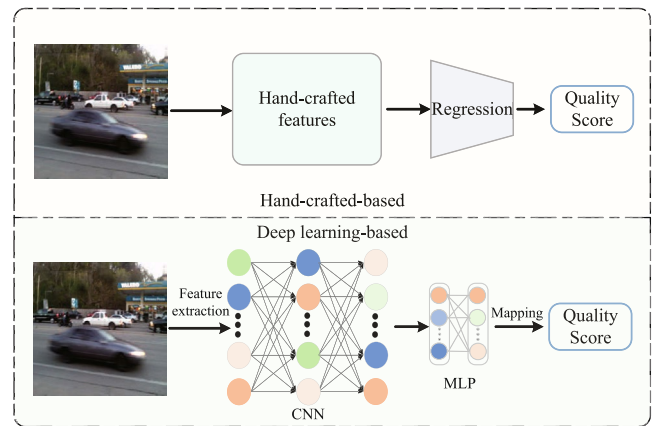 Hand-crafted
features
Regression
Quality
Score
Hand-crafted-based
Deep learning-based
Feature
extraction
CNN
MLP
Mapping
Quality
Score